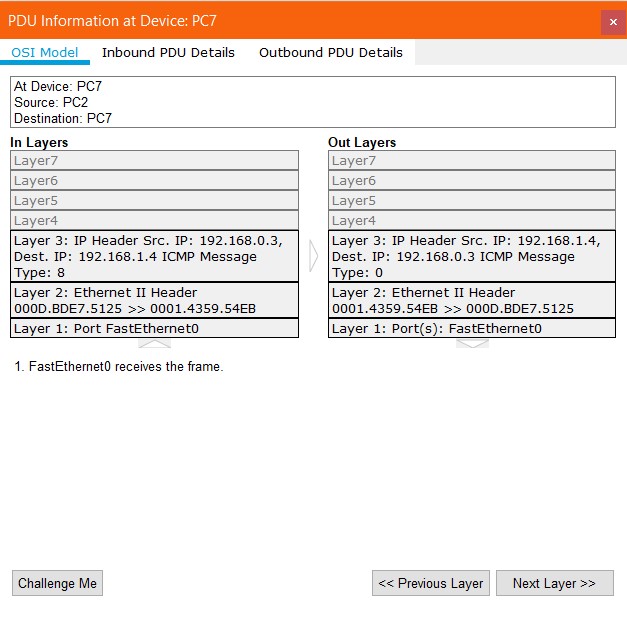 PDU Information at Device: PC7
×
OSI Model Inbound PDU Details Outbound PDU Details
At Device: PC7
Source: PC2
Destination: PC7
In Layers
Layer7
Layer6
Layer5
Layer4
Layer 3: IP Header Src. IP: 192.168.0.3,
Dest. IP: 192.168.1.4 ICMP Message
Type: 8
Layer 2: Ethernet II Header
000D.BDE7.5125 >> 0001.4359.54EB
Layer 1: Port FastEthernet0
Out Layers
Layer7
Layer6
Layer5
Layer4
Layer 3: IP Header Src. IP: 192.168.1.4,
Dest. IP: 192.168.0.3 ICMP Message
Type: 0
Layer 2: Ethernet II Header
0001.4359.54EB >> 000D.BDE7.5125
Layer 1: Port(s): FastEthernet0
1. FastEthernet0 receives the frame.
Challenge Me << Previous Layer Next Layer >>